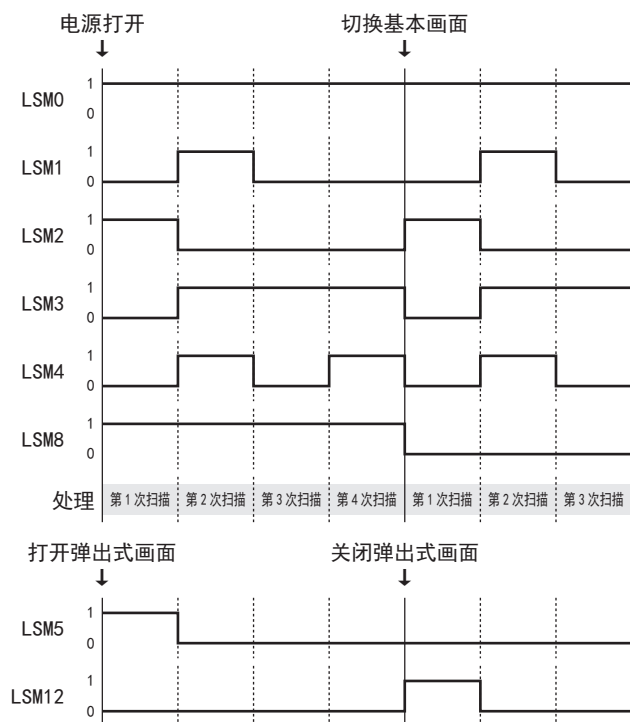 电源打开 切换基本画面
LSM0 1 0
LSM1 1 0
LSM2 1 0
LSM3 1 0
LSM4 1 0
LSM8 1 0
处理 第1次扫描 第2次扫描 第3次扫描 第4次扫描 第1次扫描 第2次扫描 第3次扫描
打开弹出式画面 关闭弹出式画面
LSM5 1 0
LSM12 1 0